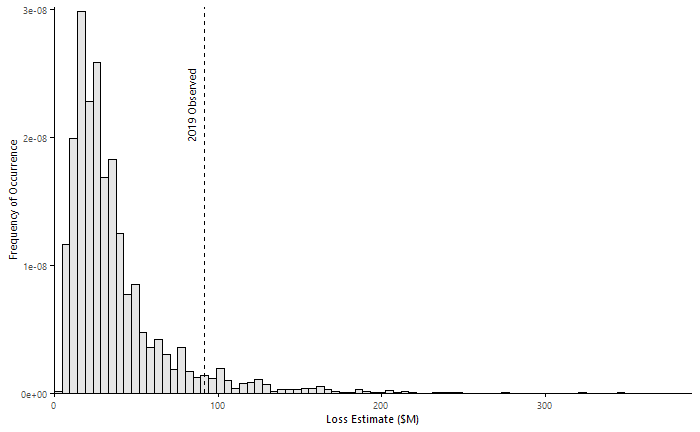 3e-08
2e-08
1e-08
0e+00
Frequency of Occurrence
2019 Observed
0
100
200
300
Loss Estimate ($M)